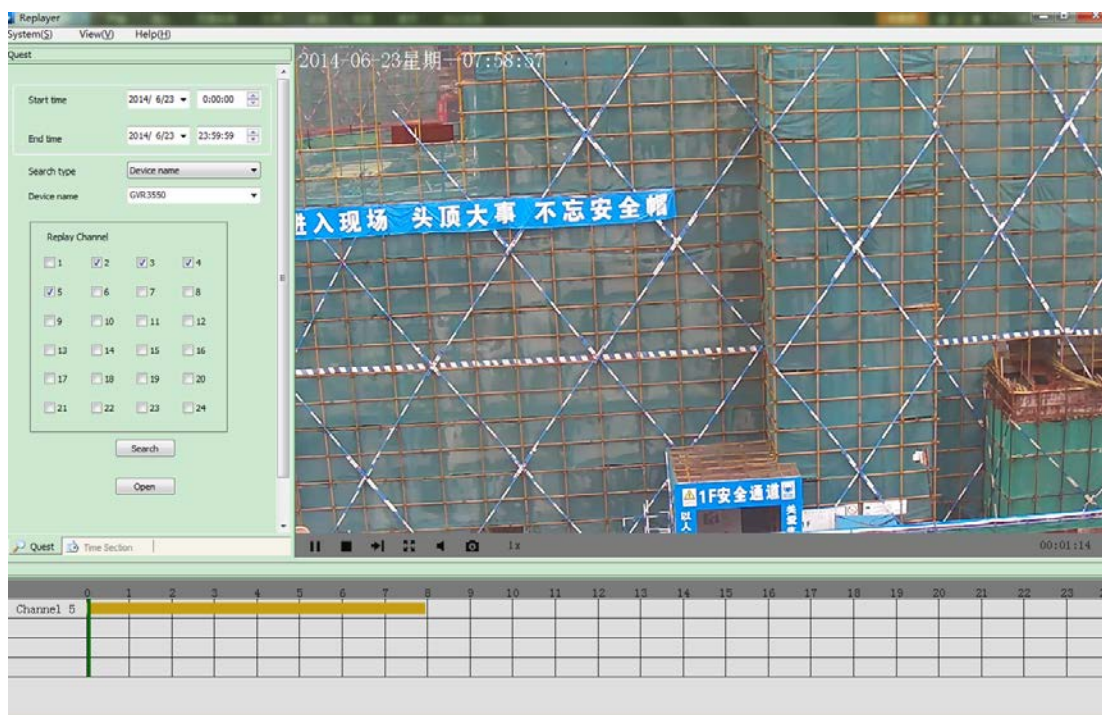 Replayer
System(S) View(V) Help(H)
Quest
Start time 2014/ 6/23 0:00:00
End time 2014/ 6/23 23:59:59
Search type Device name
Device name GVR3550
Replay Channel
1 2 3 4
5 6 7 8
9 10 11 12
13 14 15 16
17 18 19 20
21 22 23 24
Search
Open
Quest Time Section
2014-06-23星期一07:58:57
进入现场 头顶大事 不忘安全帽
1F安全通道
以人
关爱
1x 00:01:14
0 1 2 3 4 5 6 7 8 9 10 11 12 13 14 15 16 17 18 19 20 21 22 23
Channel 5